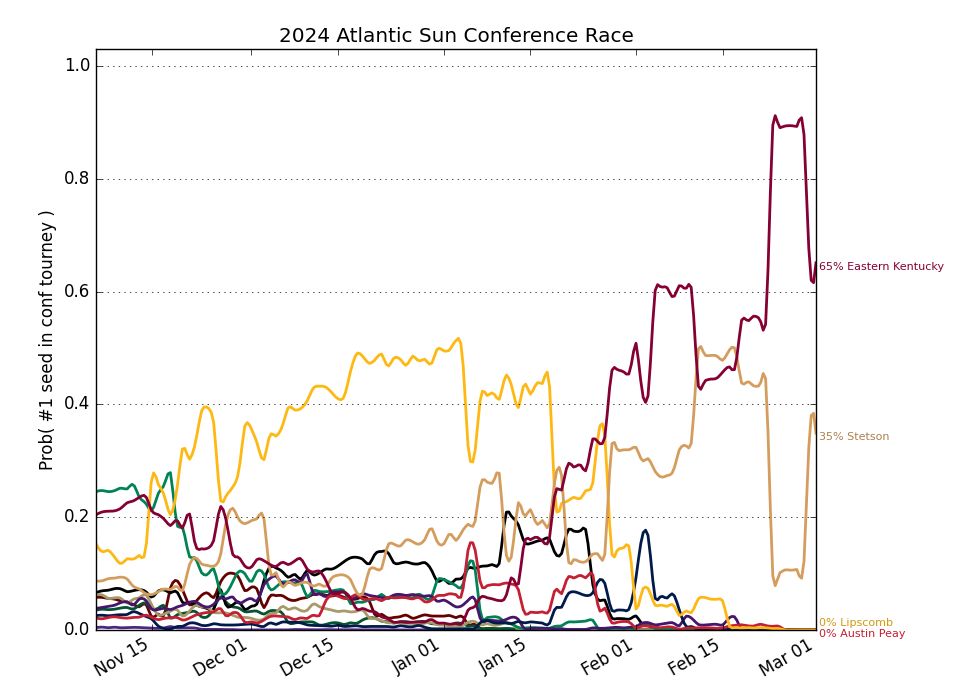 2024 Atlantic Sun Conference Race
Prob( #1 seed in conf tourney )
1.0
0.8
0.6
0.4
0.2
0.0
65% Eastern Kentucky
35% Stetson
0% Lipscomb
0% Austin Peay
Nov 15
Dec 01
Dec 15
Jan 01
Jan 15
Feb 01
Feb 15
Mar 01